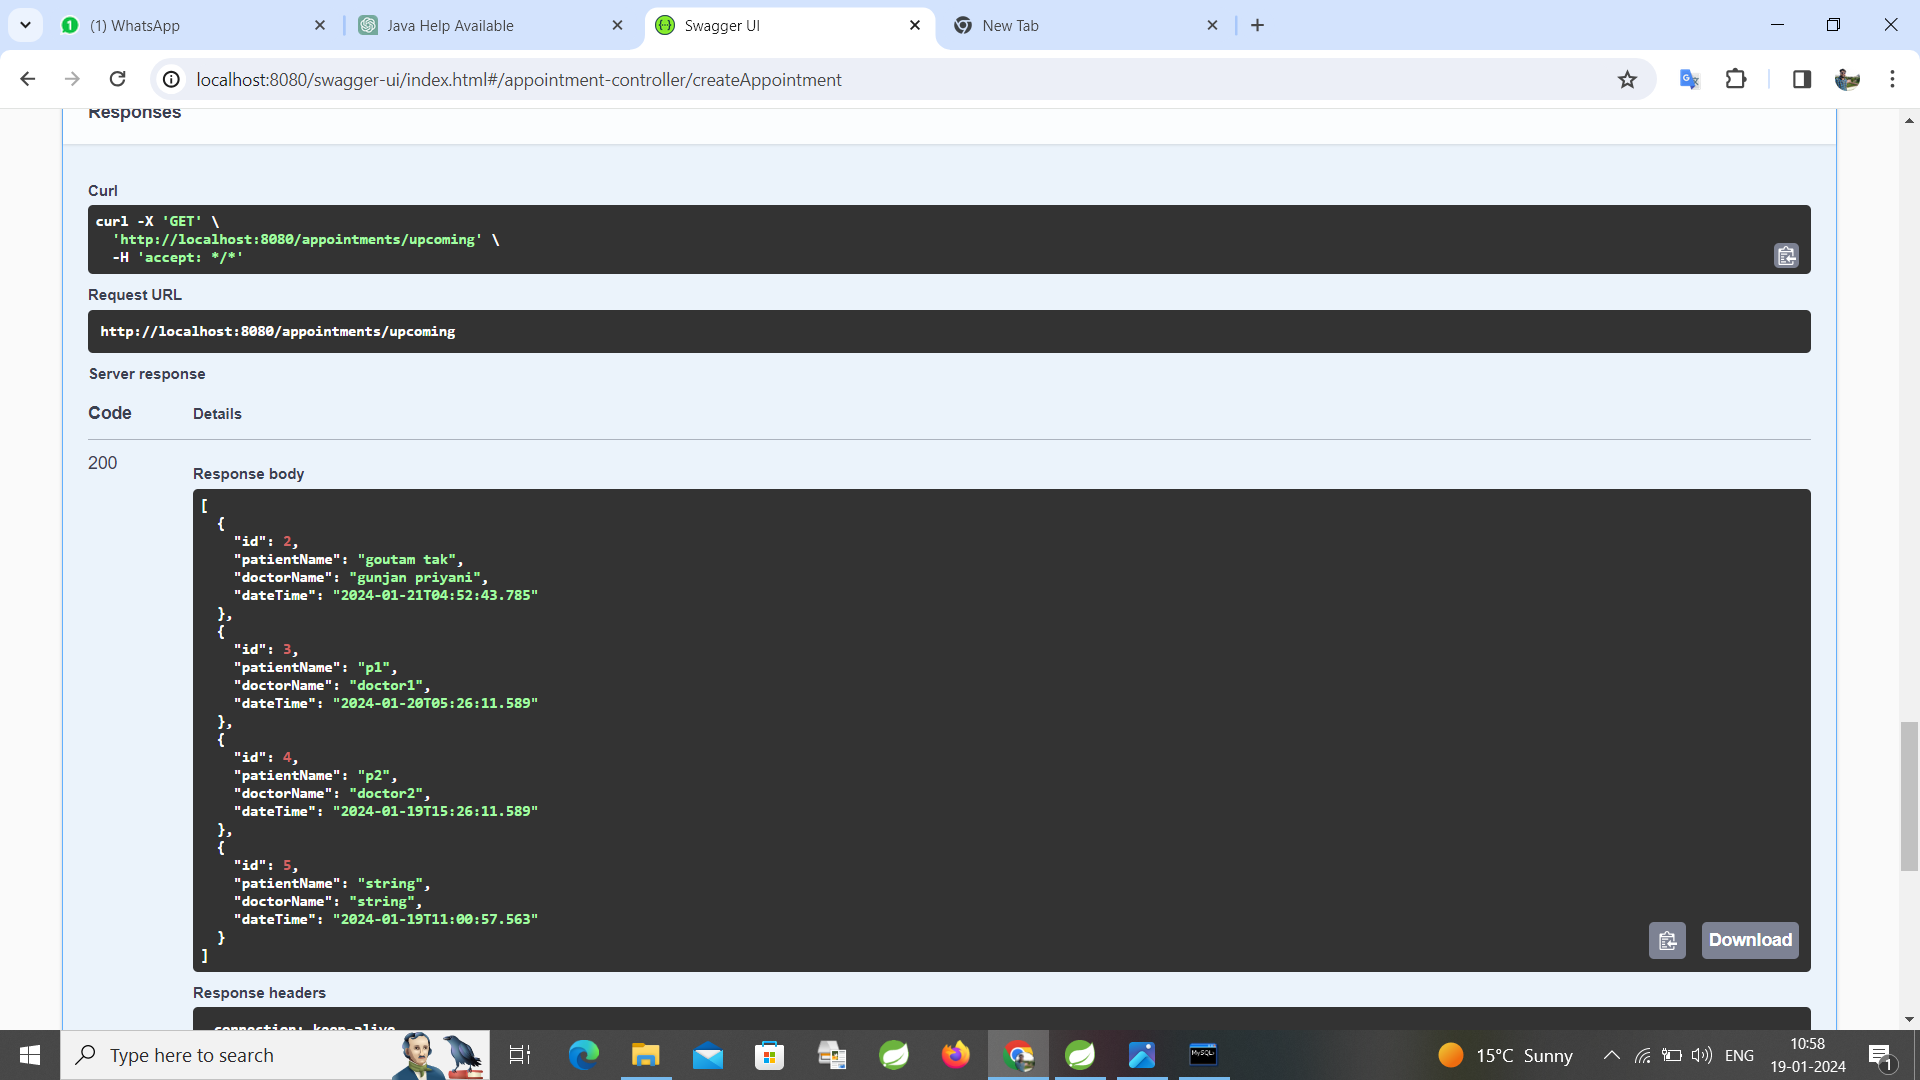 (1) WhatsApp
Java Help Available
Swagger UI
New Tab
localhost:8080/swagger-ui/index.html#/appointment-controller/createAppointment
Responses
Curl
curl -X 'GET' \
'http://localhost:8080/appointments/upcoming' \
-H 'accept: */*'
Request URL
http://localhost:8080/appointments/upcoming
Server response
Code Details
200
Response body
[
{
"id": 2,
"patientName": "goutam tak",
"doctorName": "gunjan priyani",
"dateTime": "2024-01-21T04:52:43.785"
},
{
"id": 3,
"patientName": "p1",
"doctorName": "doctor1",
"dateTime": "2024-01-20T05:26:11.589"
},
{
"id": 4,
"patientName": "p2",
"doctorName": "doctor2",
"dateTime": "2024-01-19T15:26:11.589"
},
{
"id": 5,
"patientName": "string",
"doctorName": "string",
"dateTime": "2024-01-19T11:00:57.563"
}
]
Download
Response headers
connection: keep-alive
Type here to search
15°C Sunny
ENG
10:58
19-01-2024
1